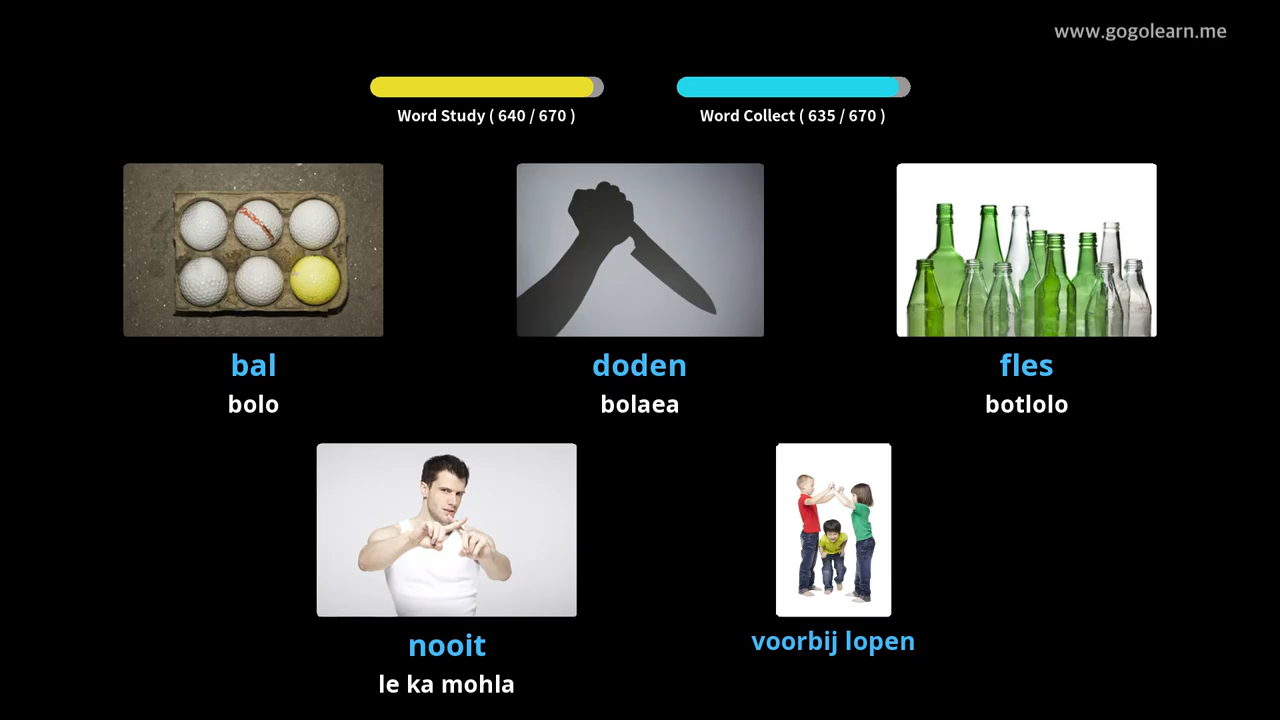 www.gogolearn.me
Word Study ( 640 / 670 )
Word Collect ( 635 / 670 )
bal
bolo
doden
bolaea
fles
botlolo
nooit
le ka mohla
voorbij lopen